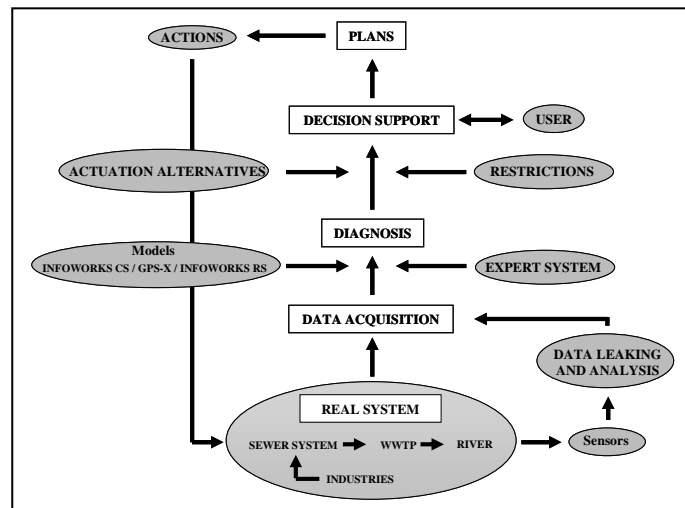 ACTIONS
PLANS
DECISION SUPPORT
USER
ACTUATION ALTERNATIVES
RESTRICTIONS
DIAGNOSIS
Models
INFOWORKS CS / GPS-X / INFOWORKS RS
EXPERT SYSTEM
DATA ACQUISITION
DATA LEAKING
AND ANALYSIS
REAL SYSTEM
SEWER SYSTEM
WWTP
RIVER
Sensors
INDUSTRIES